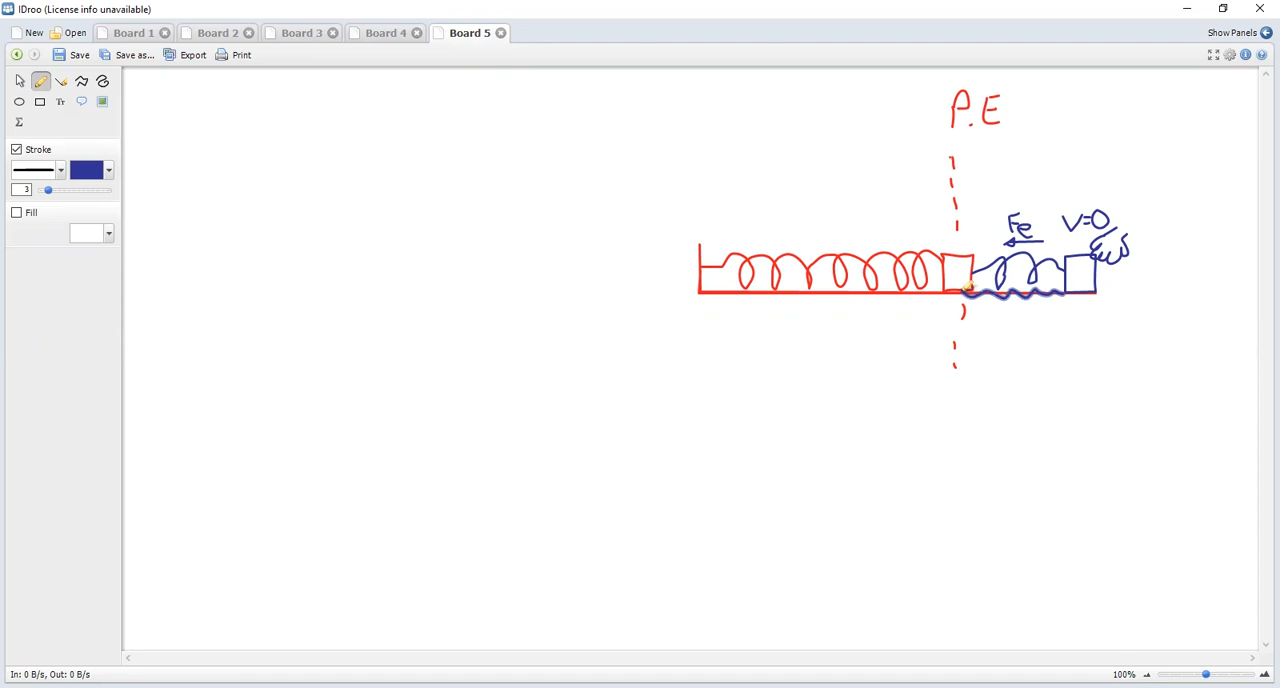 IDroo (License info unavailable)
New Open Board 1 Board 2 Board 3 Board 4 Board 5 Show Panels
Save Save as... Export Print
Tr
Σ
Stroke
3
Fill
P.E
Fe V=0
In: 0 B/s, Out: 0 B/s 100%